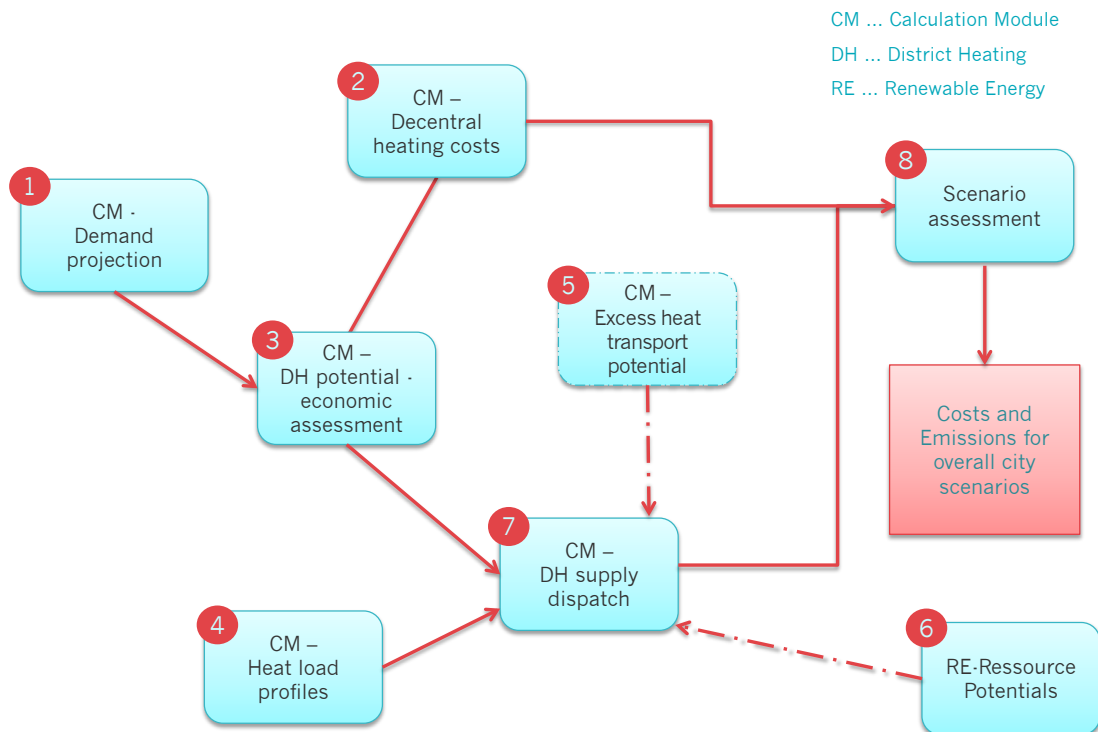 CM ... Calculation Module
DH ... District Heating
RE ... Renewable Energy
1
CM -
Demand
projection
2
CM –
Decentral
heating costs
3
CM –
DH potential -
economic
assessment
4
CM –
Heat load
profiles
5
CM –
Excess heat
transport
potential
6
RE-Ressource
Potentials
7
CM –
DH supply
dispatch
8
Scenario
assessment
Costs and
Emissions for
overall city
scenarios